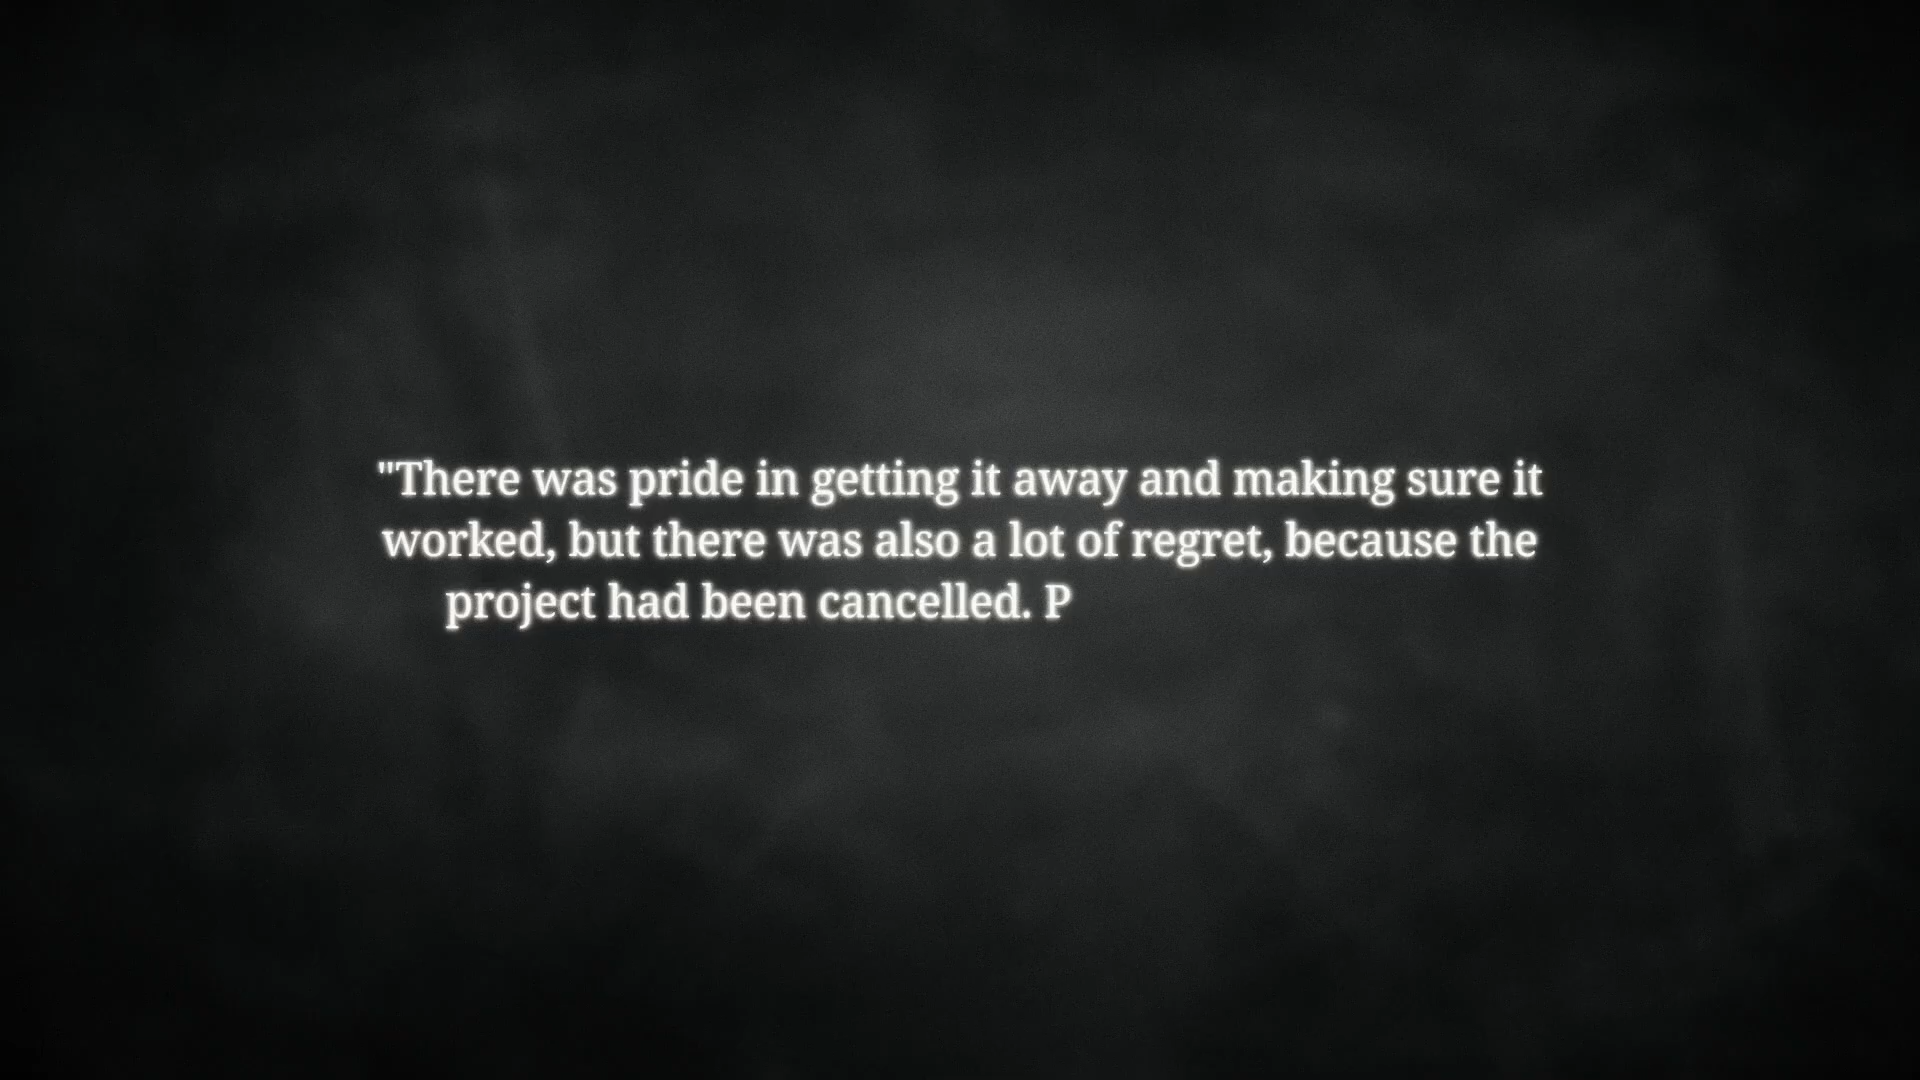 "There was pride in getting it away and making sure it
worked, but there was also a lot of regret, because the
project had been cancelled. P